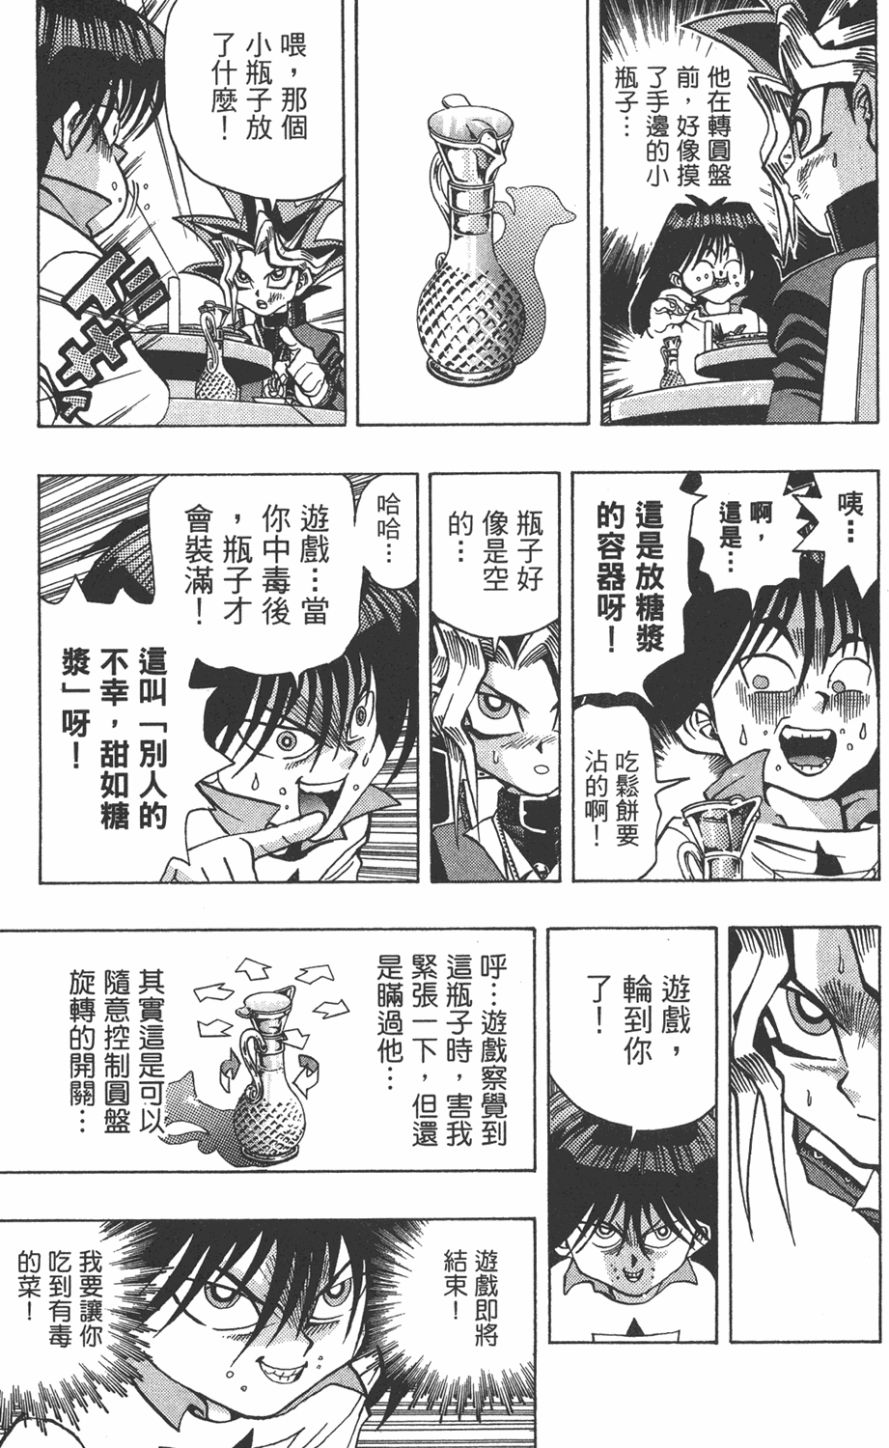 他在轉圓盤
前，好像摸
了手邊的小
瓶子…
喂，那個
小瓶子放
了什麼！
咦…
啊，
這是…
這是放糖漿
的容器呀！
吃鬆餅要
沾的啊！
瓶子好
像是空
的…
哈哈…
遊戲…當
你中毒後
，瓶子才
會裝滿！
這叫「別人的
不幸，甜如糖
漿」呀！
遊戲，
輪到你
了！
呼…遊戲察覺到
這瓶子時，害我
緊張一下，但還
是瞞過他…
其實這是可以
隨意控制圓盤
旋轉的開關…
遊戲即將
結束！
我要讓你
吃到有毒
的菜！